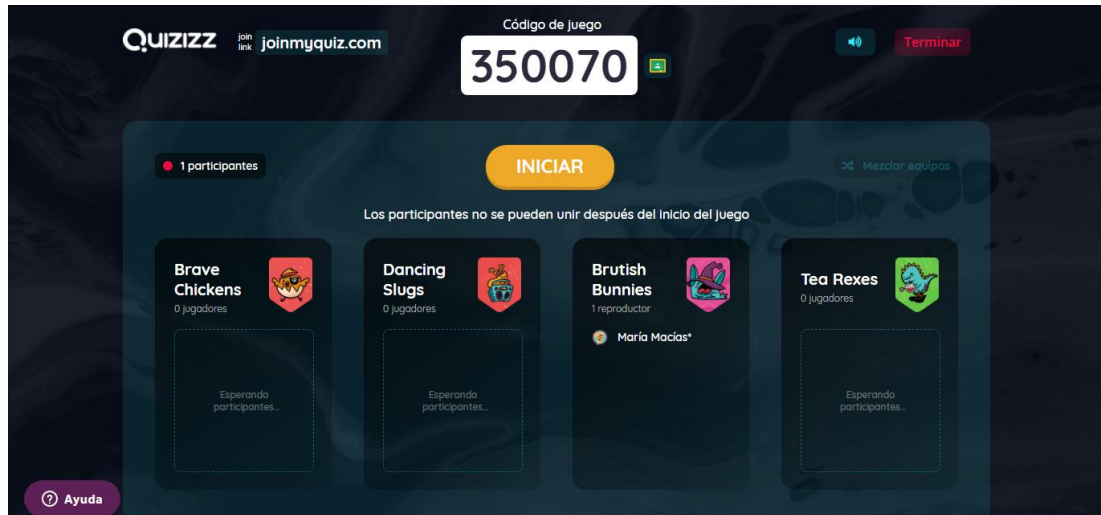 QUIZIZZ
join link joinmyquiz.com
Código de juego
350070
Terminar
1 participantes
INICIAR
Mezclar equipos
Los participantes no se pueden unir después del inicio del juego
Brave
Chickens
0 jugadores
Esperando
participantes...
Dancing
Slugs
0 jugadores
Esperando
participantes...
Brutish
Bunnies
1 reproductor
María Macías*
Tea Rexes
0 jugadores
Esperando
participantes...
? Ayuda